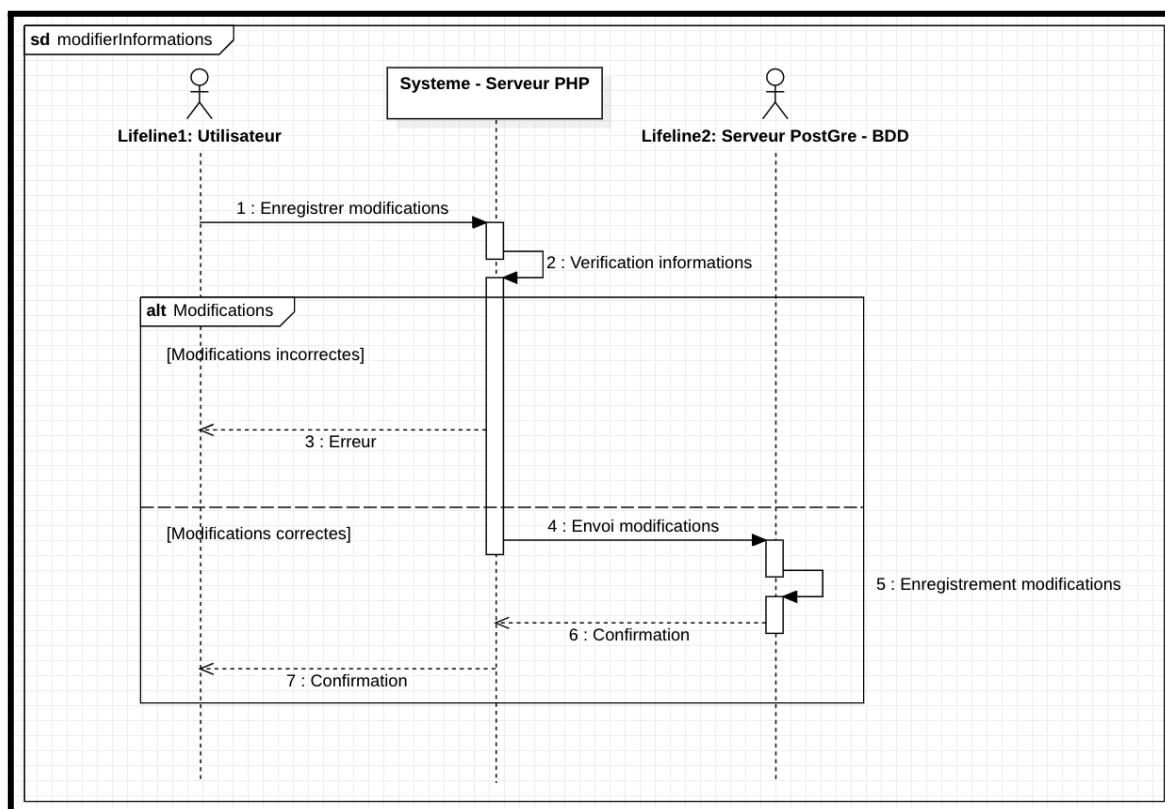 sd modifierInformations
Systeme - Serveur PHP
Lifeline1: Utilisateur
Lifeline2: Serveur PostGre - BDD
1 : Enregistrer modifications
2 : Verification informations
alt Modifications
[Modifications incorrectes]
3 : Erreur
[Modifications correctes]
4 : Envoi modifications
5 : Enregistrement modifications
6 : Confirmation
7 : Confirmation